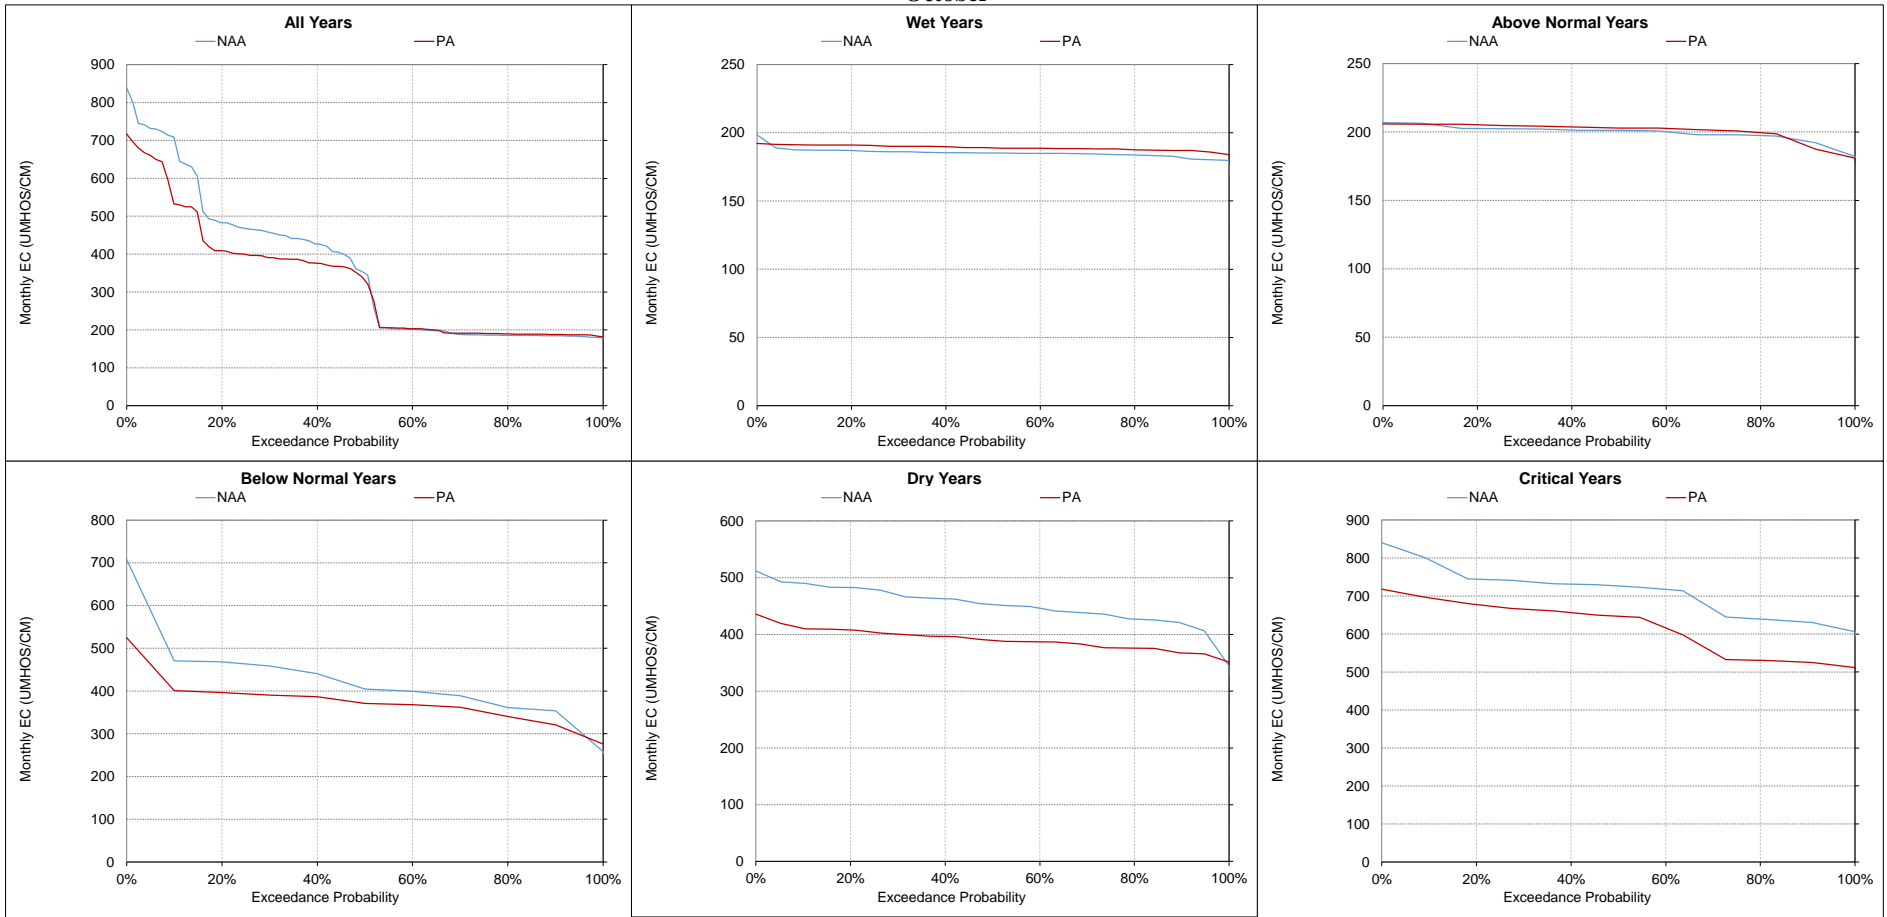 All Years
NAA PA
900
800
700
600
500
400
300
200
100
0
Monthly EC (UMHOS/CM)
0% 20% 40% 60% 80% 100%
Exceedance Probability
Wet Years
NAA PA
250
200
150
100
50
0
Monthly EC (UMHOS/CM)
0% 20% 40% 60% 80% 100%
Exceedance Probability
Above Normal Years
NAA PA
250
200
150
100
50
0
Monthly EC (UMHOS/CM)
0% 20% 40% 60% 80% 100%
Exceedance Probability
Below Normal Years
NAA PA
800
700
600
500
400
300
200
100
0
Monthly EC (UMHOS/CM)
0% 20% 40% 60% 80% 100%
Exceedance Probability
Dry Years
NAA PA
600
500
400
300
200
100
0
Monthly EC (UMHOS/CM)
0% 20% 40% 60% 80% 100%
Exceedance Probability
Critical Years
NAA PA
900
800
700
600
500
400
300
200
100
0
Monthly EC (UMHOS/CM)
0% 20% 40% 60% 80% 100%
Exceedance Probability